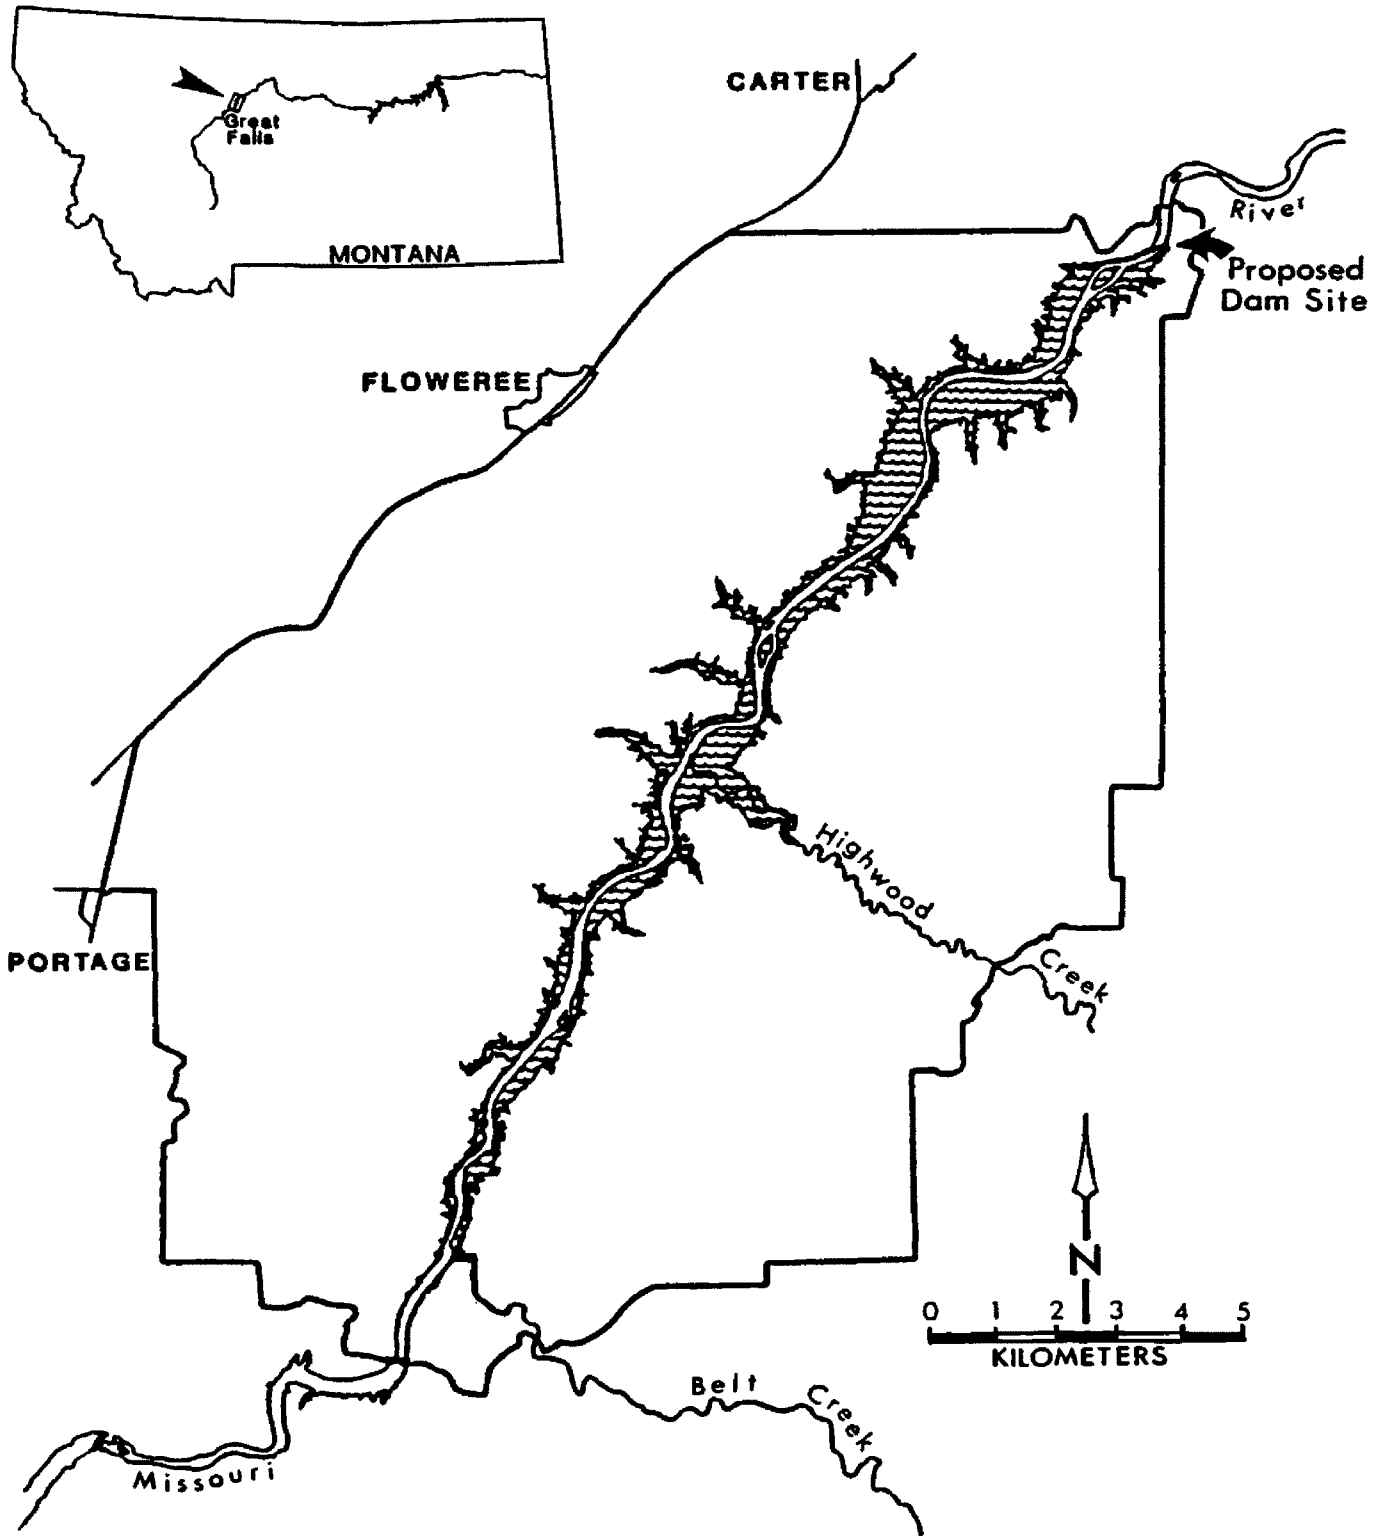 Great
Falls
MONTANA
CARTER
River
Proposed
Dam Site
FLOWEREE
Highwood
Creek
PORTAGE
N
0 1 2 3 4 5
KILOMETERS
Belt
Creek
Missouri